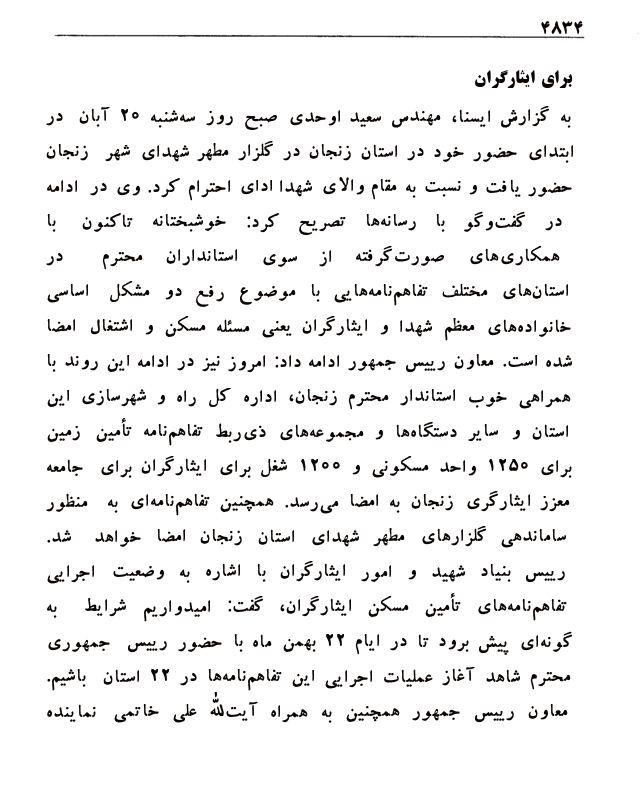 ۴۸۳۴
برای ایثارگران
به گزارش ایسنا، مهندس سعید اوحدی صبح روز سه‌شنبه ۲۰ آبان در
ابتدای حضور خود در استان زنجان در گلزار مطهر شهدای شهر زنجان
حضور یافت و نسبت به مقام والای شهدا ادای احترام کرد. وی در ادامه
در گفت‌وگو با رسانه‌ها تصریح کرد: خوشبختانه تاکنون با
همکاری‌های صورت‌گرفته از سوی استانداران محترم در
استان‌های مختلف تفاهم‌نامه‌هایی با موضوع رفع دو مشکل اساسی
خانواده‌های معظم شهدا و ایثارگران یعنی مسئله مسکن و اشتغال امضا
شده است. معاون رییس جمهور ادامه داد: امروز نیز در ادامه این روند با
همراهی خوب استاندار محترم زنجان، اداره کل راه و شهرسازی این
استان و سایر دستگاه‌ها و مجموعه‌های ذی‌ربط تفاهم‌نامه تأمین زمین
برای ۱۲۵۰ واحد مسکونی و ۱۲۰۰ شغل برای ایثارگران برای جامعه
معزز ایثارگری زنجان به امضا می‌رسد. همچنین تفاهم‌نامه‌ای به منظور
ساماندهی گلزارهای مطهر شهدای استان زنجان امضا خواهد شد.
رییس بنیاد شهید و امور ایثارگران با اشاره به وضعیت اجرایی
تفاهم‌نامه‌های تأمین مسکن ایثارگران، گفت: امیدواریم شرایط به
گونه‌ای پیش برود تا در ایام ۲۲ بهمن ماه با حضور رییس جمهوری
محترم شاهد آغاز عملیات اجرایی این تفاهم‌نامه‌ها در ۲۲ استان باشیم.
معاون رییس جمهور همچنین به همراه آیت‌الله علی خاتمی نماینده